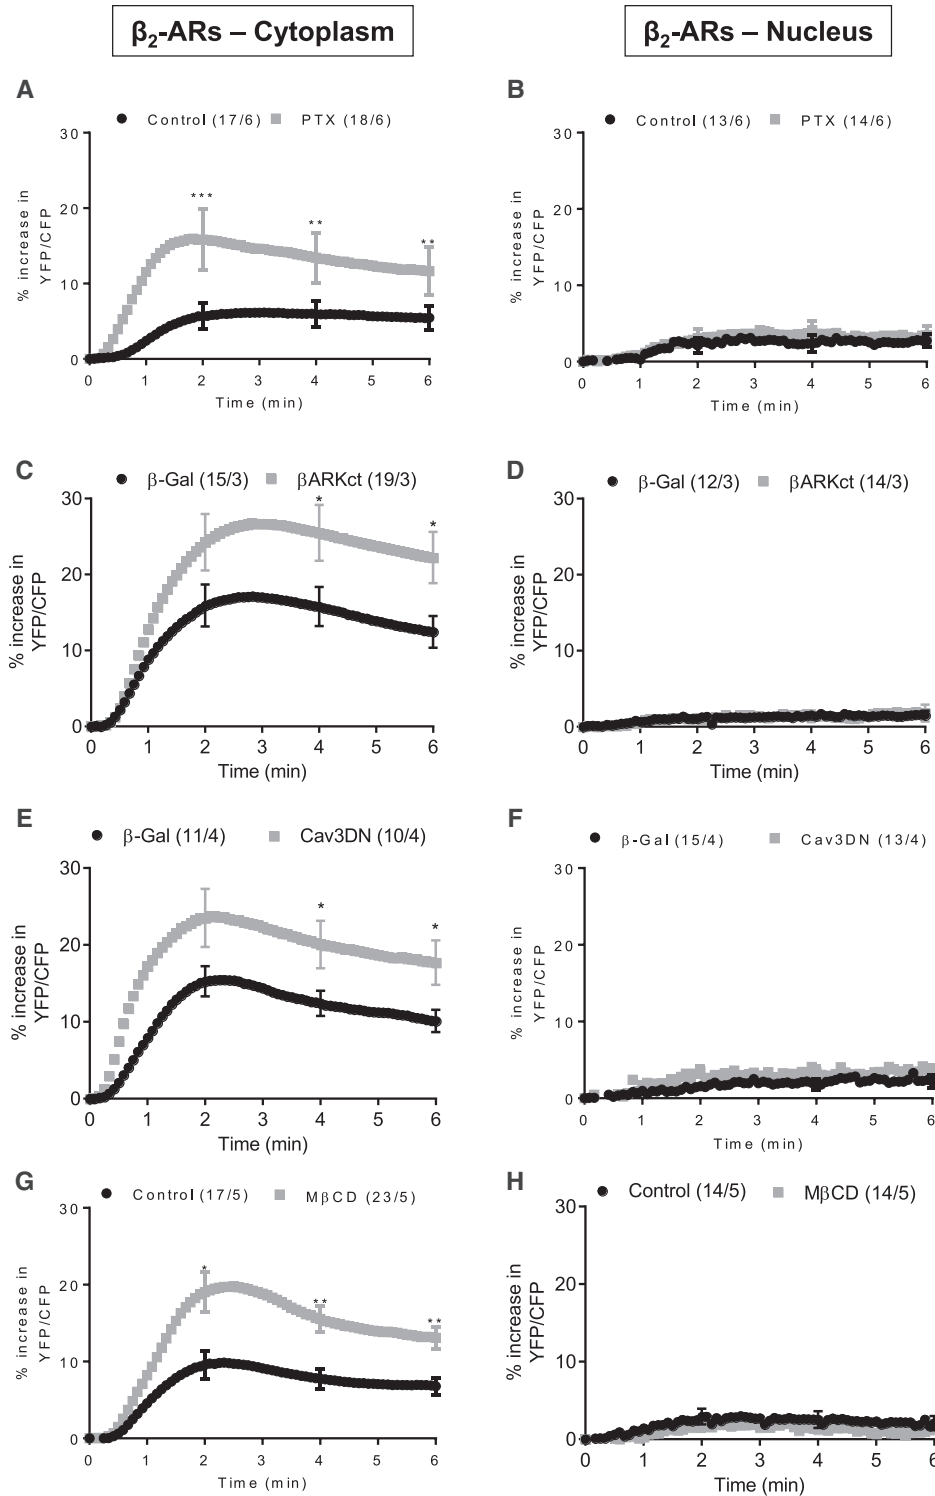 β2-ARs – Cytoplasm
β2-ARs – Nucleus
A
Control (17/6) PTX (18/6)
30
20
10
0
% increase in
YFP/CFP
***
**
**
0 1 2 3 4 5 6
Time (min)
B
Control (13/6) PTX (14/6)
30
20
10
0
% increase in
YFP/CFP
0 1 2 3 4 5 6
Time (min)
C
β-Gal (15/3) βARKct (19/3)
30
20
10
0
% increase in
YFP/CFP
*
*
0 1 2 3 4 5 6
Time (min)
D
β-Gal (12/3) βARKct (14/3)
30
20
10
0
% increase in
YFP/CFP
0 1 2 3 4 5 6
Time (min)
E
β-Gal (11/4) Cav3DN (10/4)
30
20
10
0
% increase in
YFP/CFP
*
*
0 1 2 3 4 5 6
Time (min)
F
β-Gal (15/4) Cav3DN (13/4)
30
20
10
0
% increase in
YFP/CFP
0 1 2 3 4 5 6
Time (min)
G
Control (17/5) MβCD (23/5)
30
20
10
0
% increase in
YFP/CFP
*
**
**
0 1 2 3 4 5 6
Time (min)
H
Control (14/5) MβCD (14/5)
30
20
10
0
% increase in
YFP/CFP
0 1 2 3 4 5 6
Time (min)